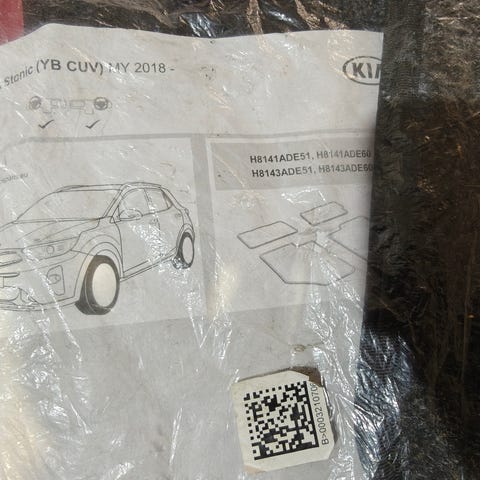 Stonic (YB CUV) MY 2018 -
KIA
H8141ADE51, H8141ADE60
H8143ADE51, H8143ADE60